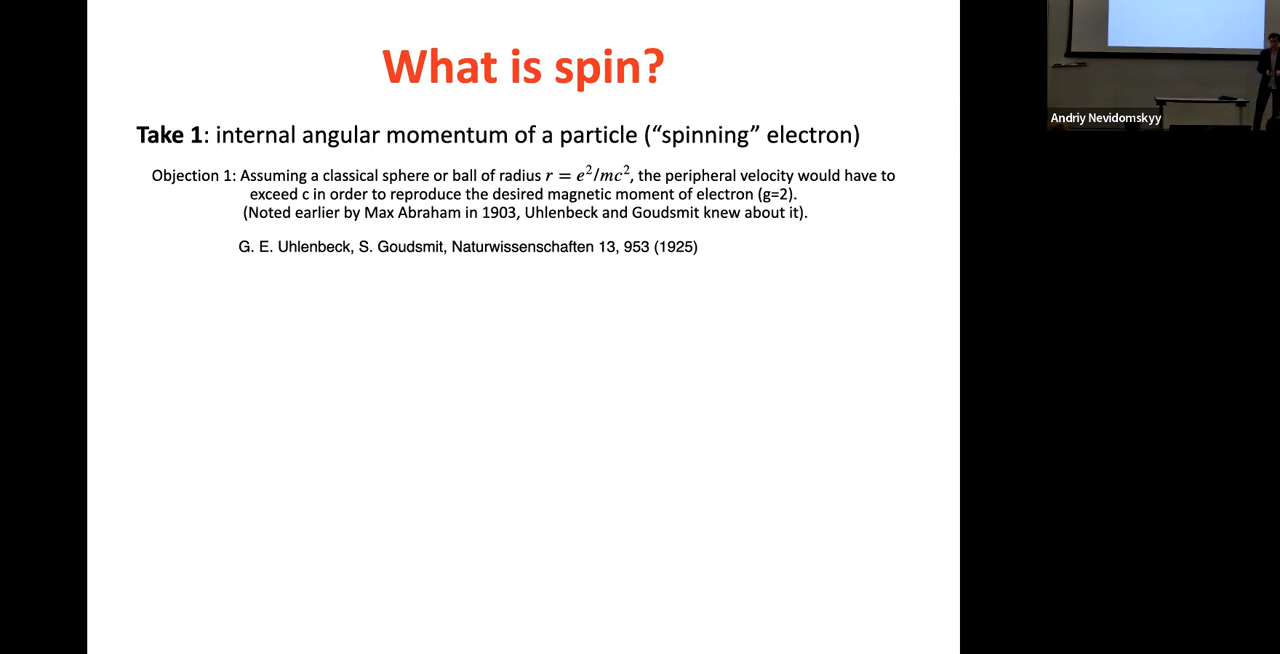 What is spin?
Take 1: internal angular momentum of a particle (“spinning” electron)
Objection 1: Assuming a classical sphere or ball of radius r = e²/mc², the peripheral velocity would have to
exceed c in order to reproduce the desired magnetic moment of electron (g=2).
(Noted earlier by Max Abraham in 1903, Uhlenbeck and Goudsmit knew about it).
G. E. Uhlenbeck, S. Goudsmit, Naturwissenschaften 13, 953 (1925)
Andriy Nevidomskyy